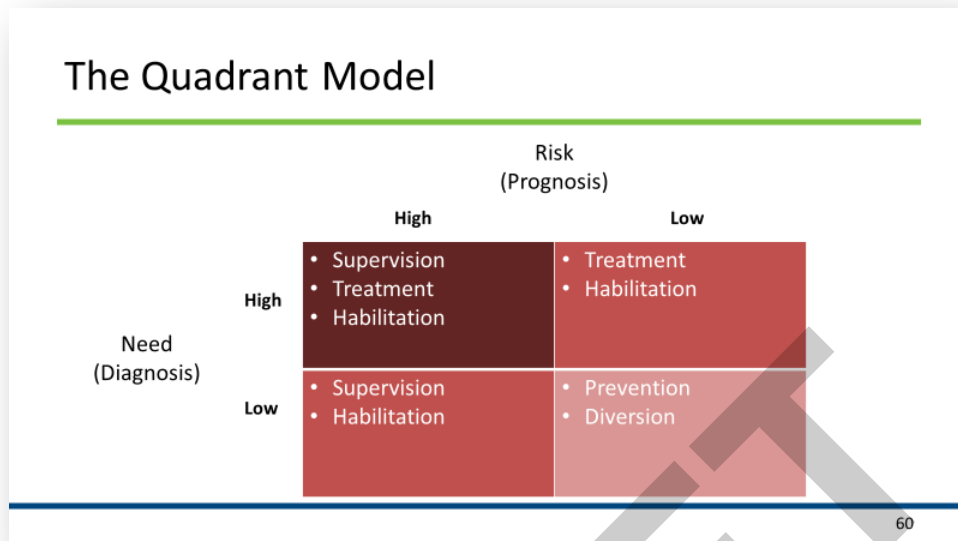 The Quadrant Model
Risk
(Prognosis)
High Low
High
• Supervision
• Treatment
• Habilitation
• Treatment
• Habilitation
Need
(Diagnosis)
Low
• Supervision
• Habilitation
• Prevention
• Diversion
60